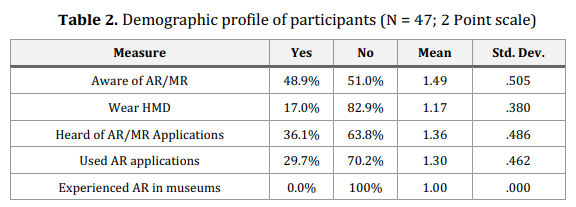 Table 2. Demographic profile of participants (N = 47; 2 Point scale)
Measure Yes No Mean Std. Dev.
Aware of AR/MR 48.9% 51.0% 1.49 .505
Wear HMD 17.0% 82.9% 1.17 .380
Heard of AR/MR Applications 36.1% 63.8% 1.36 .486
Used AR applications 29.7% 70.2% 1.30 .462
Experienced AR in museums 0.0% 100% 1.00 .000